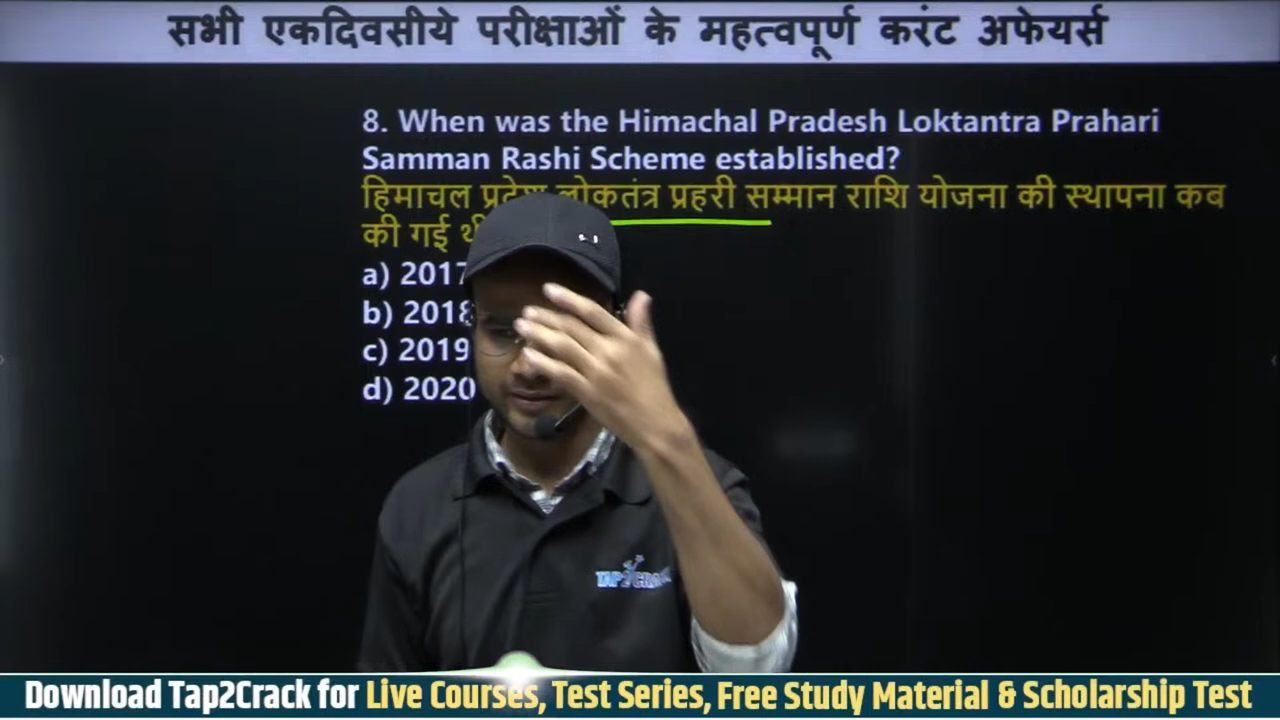 सभी एकदिवसीये परीक्षाओं के महत्वपूर्ण करंट अफेयर्स
8. When was the Himachal Pradesh Loktantra Prahari
Samman Rashi Scheme established?
हिमाचल प्रदेश लोकतंत्र प्रहरी सम्मान राशि योजना की स्थापना कब
की गई
a) 2017
b) 2018
c) 2019
d) 2020
TAP2CRACK
Download Tap2Crack for Live Courses, Test Series, Free Study Material & Scholarship Test